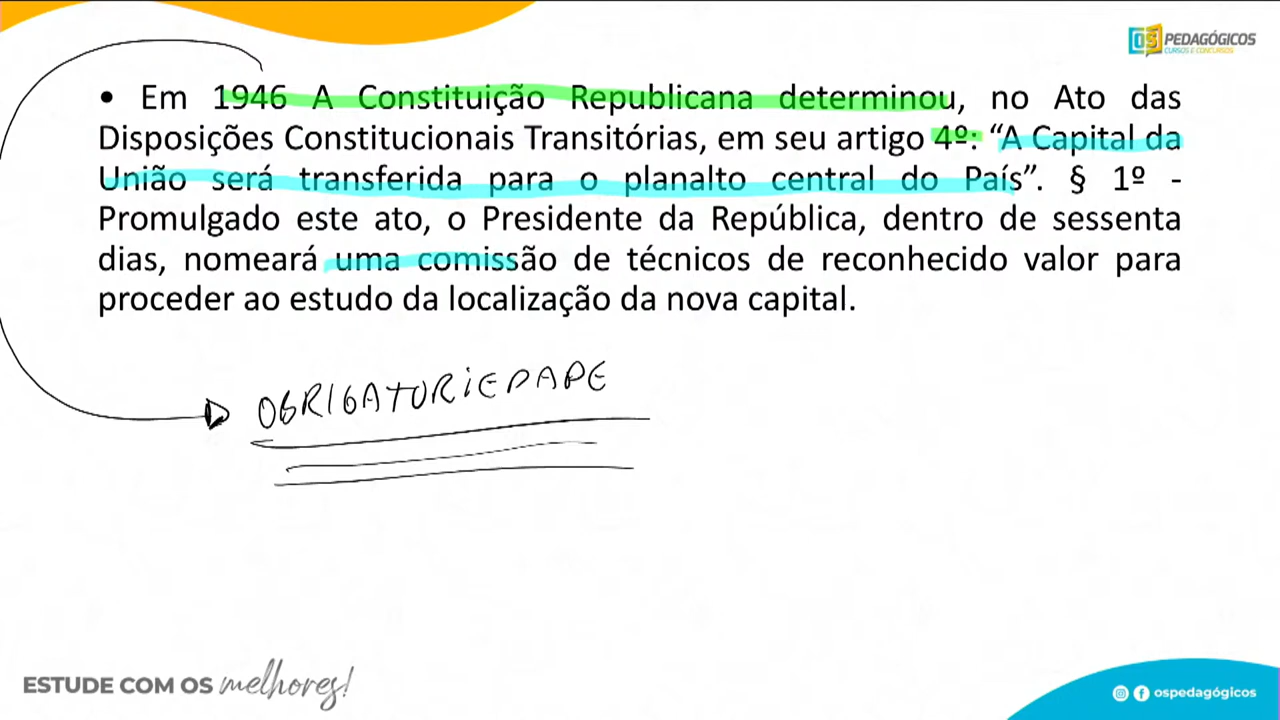 OS PEDAGÓGICOS
CURSOS E CONCURSOS
• Em 1946 A Constituição Republicana determinou, no Ato das
Disposições Constitucionais Transitórias, em seu artigo 4º: “A Capital da
União será transferida para o planalto central do País”. § 1º -
Promulgado este ato, o Presidente da República, dentro de sessenta
dias, nomeará uma comissão de técnicos de reconhecido valor para
proceder ao estudo da localização da nova capital.
OBRIGATORIEDADE
ESTUDE COM OS melhores!
ospedagógicos